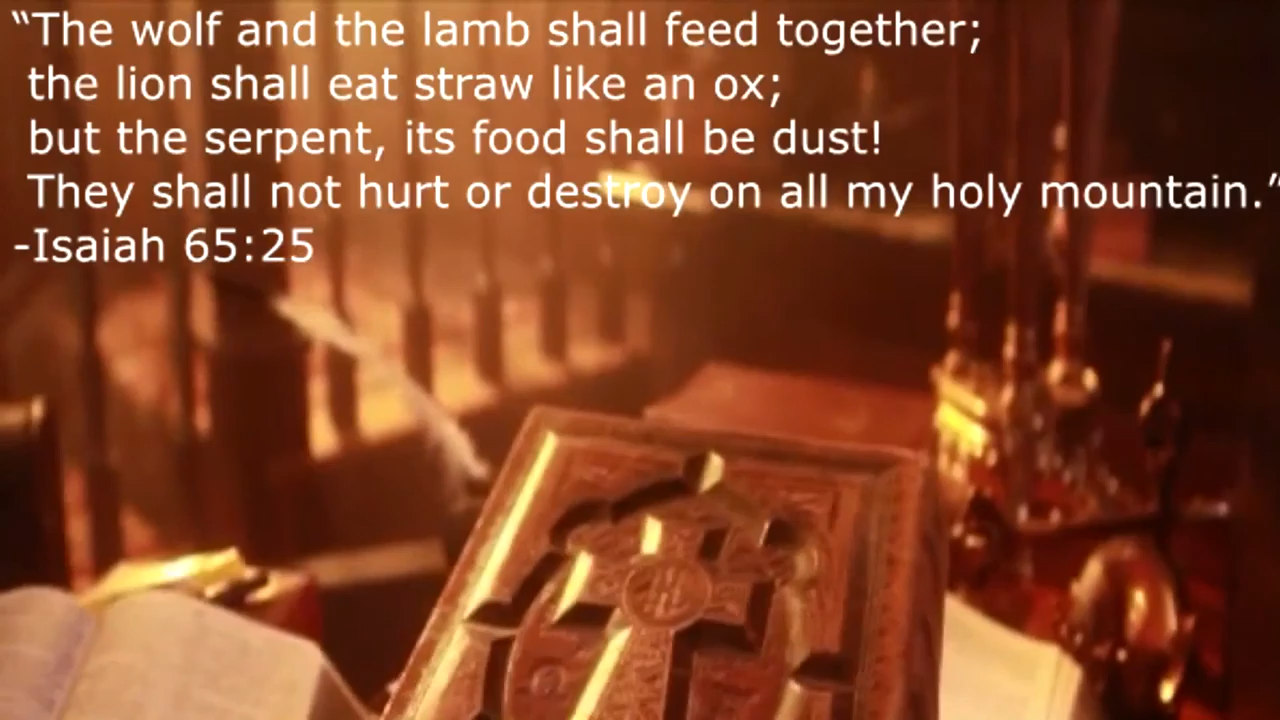 “The wolf and the lamb shall feed together;
the lion shall eat straw like an ox;
but the serpent, its food shall be dust!
They shall not hurt or destroy on all my holy mountain.”
-Isaiah 65:25